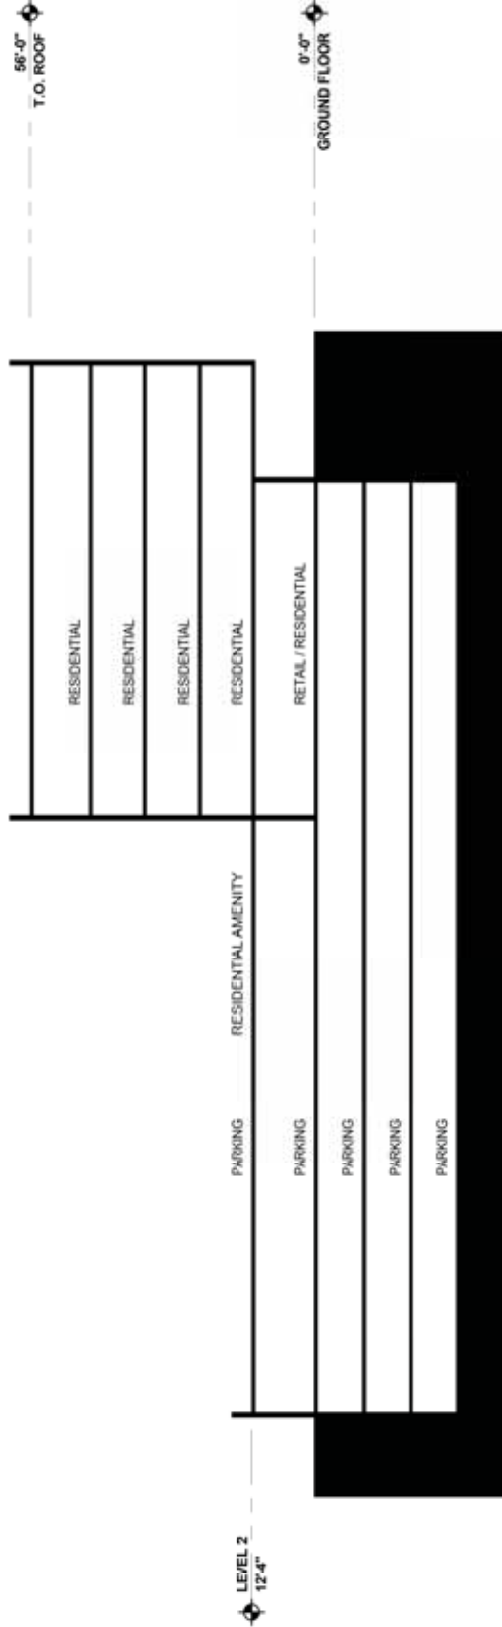 56'-0"
T.O. ROOF
0'-0"
GROUND FLOOR
RESIDENTIAL
RESIDENTIAL
RESIDENTIAL
RESIDENTIAL
RETAIL / RESIDENTIAL
RESIDENTIAL AMENITY
PARKING
PARKING
PARKING
PARKING
PARKING
LEVEL 2
12'4"